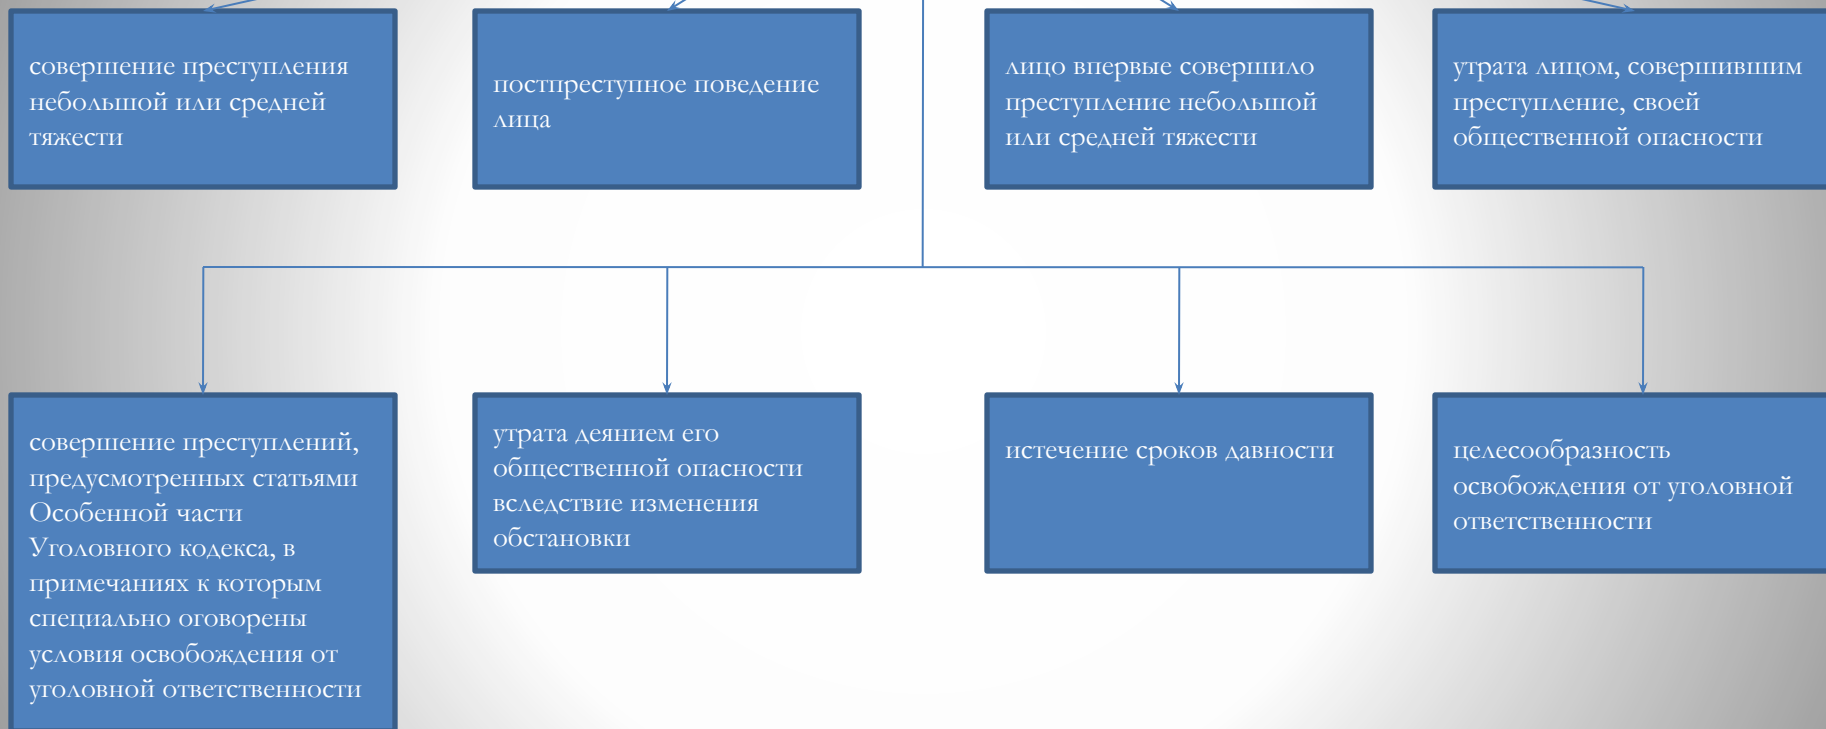 совершение преступления
небольшой или средней
тяжести
постпреступное поведение
лица
лицо впервые совершило
преступление небольшой
или средней тяжести
утрата лицом, совершившим
преступление, своей
общественной опасности
совершение преступлений,
предусмотренных статьями
Особенной части
Уголовного кодекса, в
примечаниях к которым
специально оговорены
условия освобождения от
уголовной ответственности
утрата деянием его
общественной опасности
вследствие изменения
обстановки
истечение сроков давности
целесообразность
освобождения от уголовной
ответственности